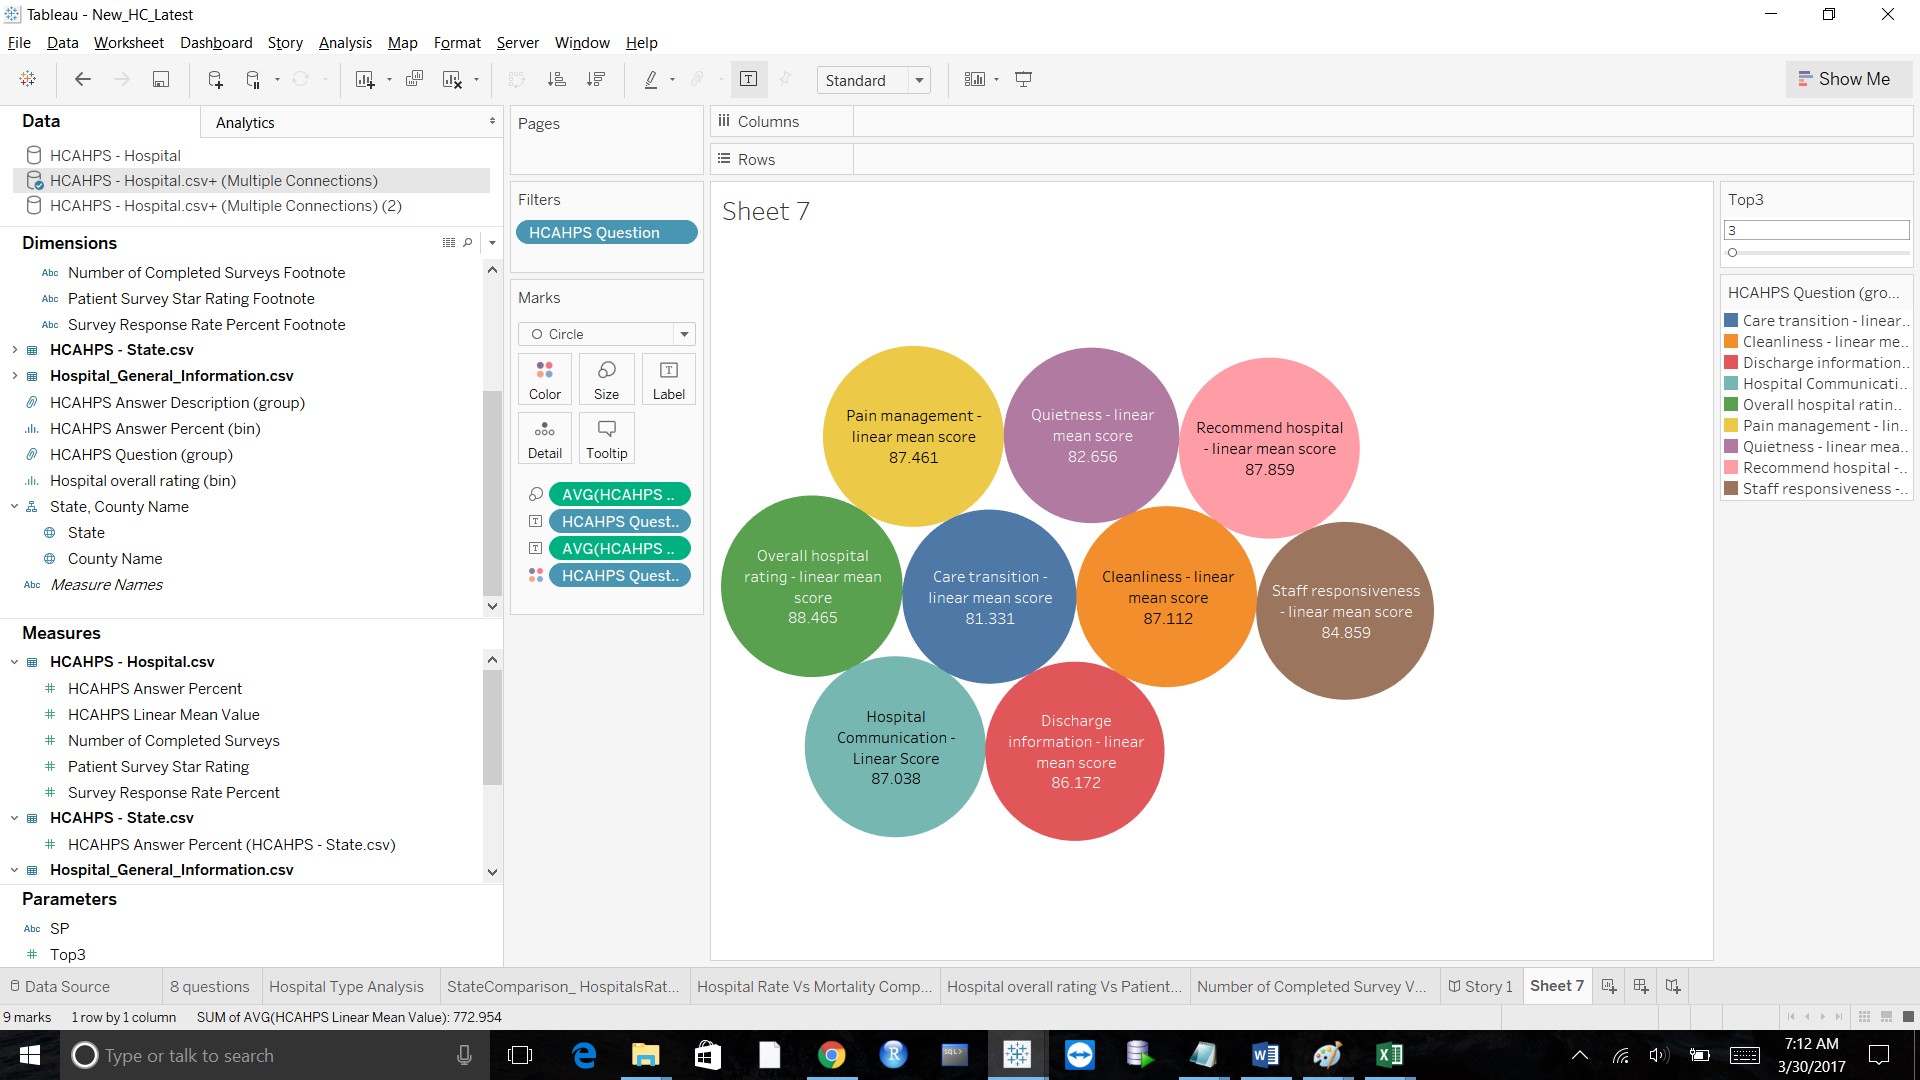 Tableau - New_HC_Latest
File Data Worksheet Dashboard Story Analysis Map Format Server Window Help
Standard
Show Me
Data
Analytics
HCAHPS - Hospital
HCAHPS - Hospital.csv+ (Multiple Connections)
HCAHPS - Hospital.csv+ (Multiple Connections) (2)
Dimensions
Abc Number of Completed Surveys Footnote
Abc Patient Survey Star Rating Footnote
Abc Survey Response Rate Percent Footnote
HCAHPS - State.csv
Hospital_General_Information.csv
HCAHPS Answer Description (group)
HCAHPS Answer Percent (bin)
HCAHPS Question (group)
Hospital overall rating (bin)
State, County Name
State
County Name
Abc Measure Names
Measures
HCAHPS - Hospital.csv
# HCAHPS Answer Percent
# HCAHPS Linear Mean Value
# Number of Completed Surveys
# Patient Survey Star Rating
# Survey Response Rate Percent
HCAHPS - State.csv
# HCAHPS Answer Percent (HCAHPS - State.csv)
Hospital_General_Information.csv
Parameters
Abc SP
# Top3
Pages
Filters
HCAHPS Question
Marks
Circle
Color
Size
Label
Detail
Tooltip
AVG(HCAHPS ..
HCAHPS Quest..
AVG(HCAHPS ..
HCAHPS Quest..
Columns
Rows
Sheet 7
Pain management -
linear mean score
87.461
Quietness - linear
mean score
82.656
Recommend hospital
- linear mean score
87.859
Overall hospital
rating - linear mean
score
88.465
Care transition -
linear mean score
81.331
Cleanliness - linear
mean score
87.112
Staff responsiveness
- linear mean score
84.859
Hospital
Communication -
Linear Score
87.038
Discharge
information - linear
mean score
86.172
Top3
3
HCAHPS Question (gro...
Care transition - linear..
Cleanliness - linear me..
Discharge information..
Hospital Communicati..
Overall hospital ratin..
Pain management - lin..
Quietness - linear mea..
Recommend hospital -..
Staff responsiveness -..
Data Source
8 questions
Hospital Type Analysis
StateComparison_ HospitalsRat...
Hospital Rate Vs Mortality Comp...
Hospital overall rating Vs Patient...
Number of Completed Survey V...
Story 1
Sheet 7
9 marks
1 row by 1 column
SUM of AVG(HCAHPS Linear Mean Value): 772.954
Type or talk to search
SQL>
7:12 AM
3/30/2017